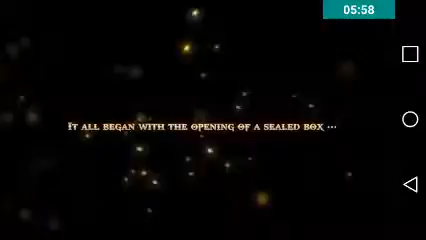 05:58
It all began with the opening of a sealed box ...